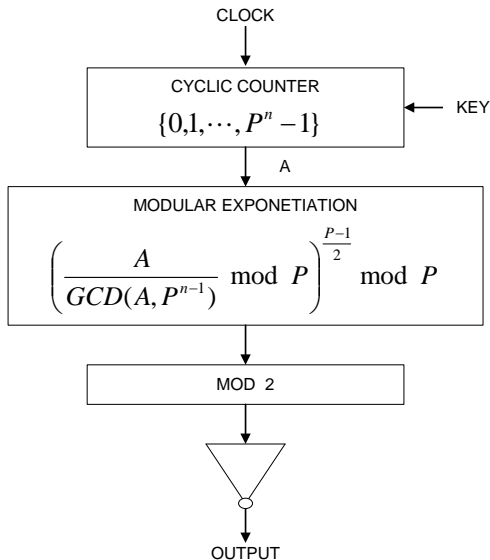 CLOCK
CYCLIC COUNTER
{0,1,⋯,P^n −1}
KEY
A
MODULAR EXPONETIATION
(A / GCD(A, P^{n−1}) mod P)^{(P−1)/2} mod P
MOD 2
OUTPUT